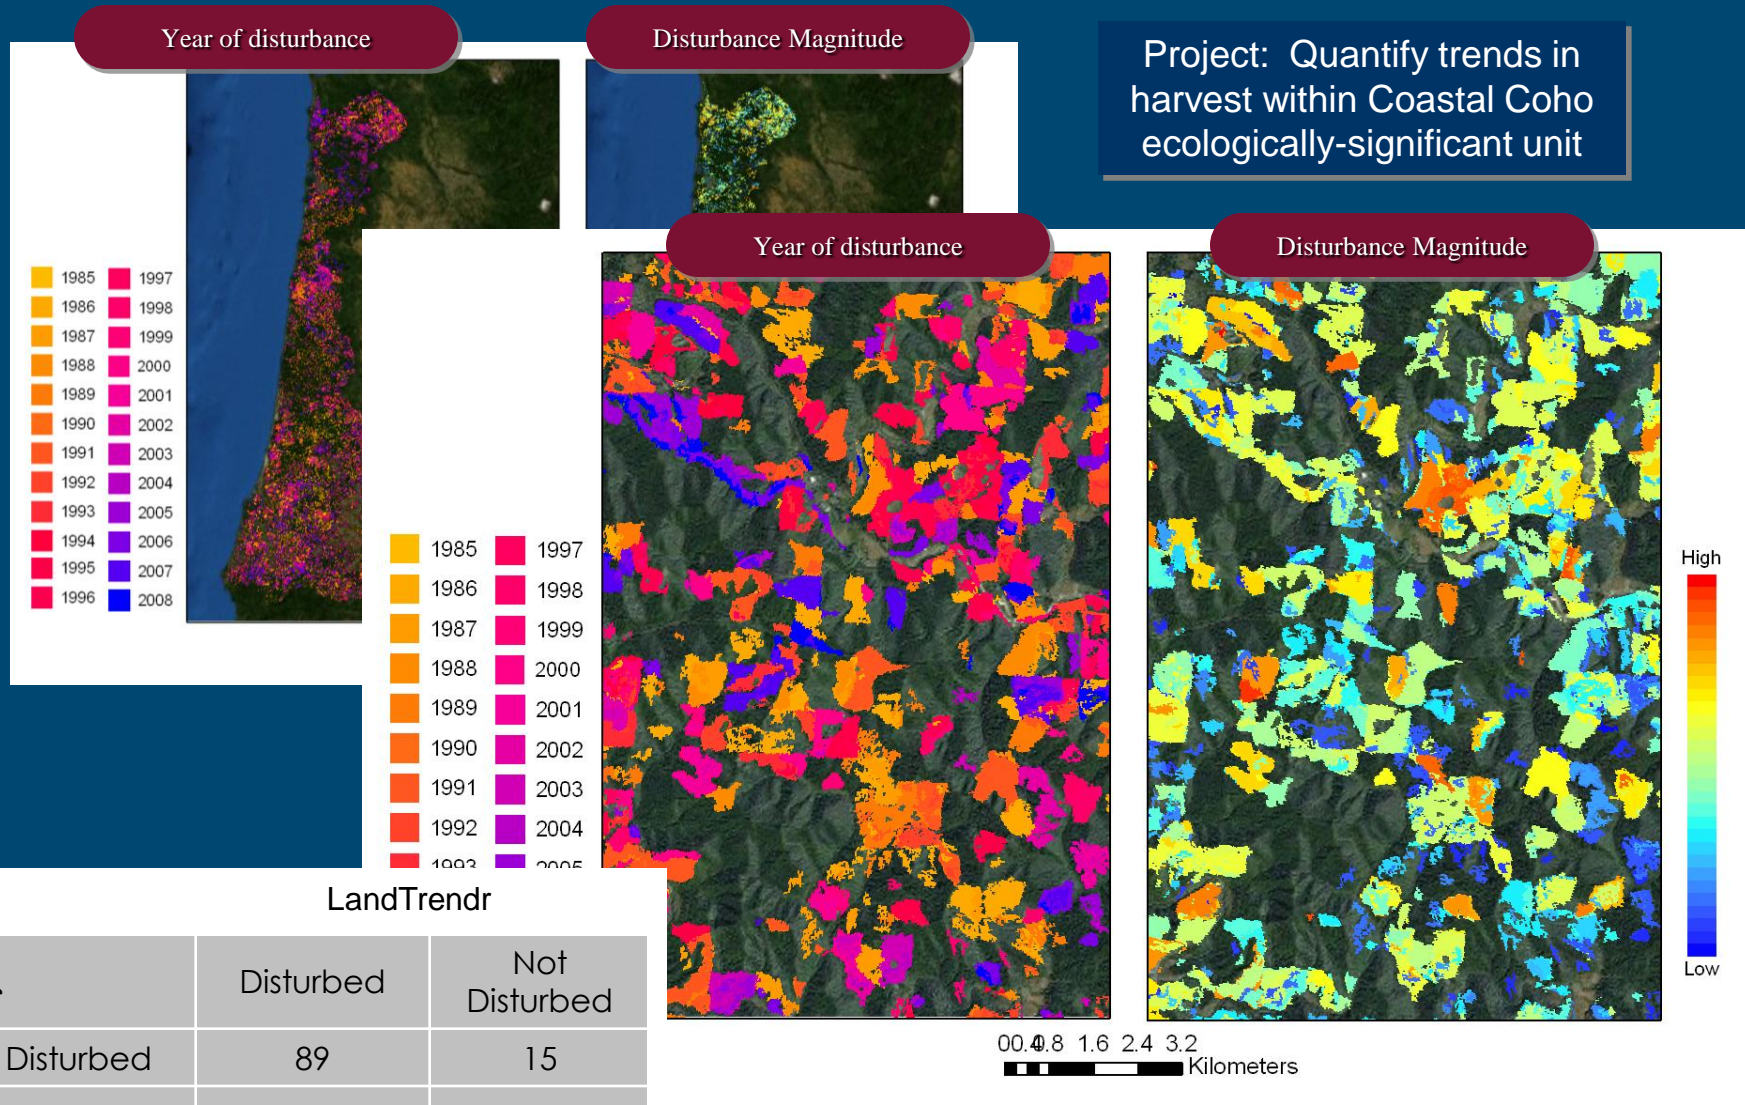 Year of disturbance
Disturbance Magnitude
Project:  Quantify trends in
harvest within Coastal Coho
ecologically-significant unit
1985 1997
1986 1998
1987 1999
1988 2000
1989 2001
1990 2002
1991 2003
1992 2004
1993 2005
1994 2006
1995 2007
1996 2008
Year of disturbance
Disturbance Magnitude
1985 1997
1986 1998
1987 1999
1988 2000
1989 2001
1990 2002
1991 2003
1992 2004
1993 2005
High
Low
LandTrendr
Disturbed
Not
Disturbed
Disturbed 89 15
0 0.4 0.8 1.6 2.4 3.2
Kilometers